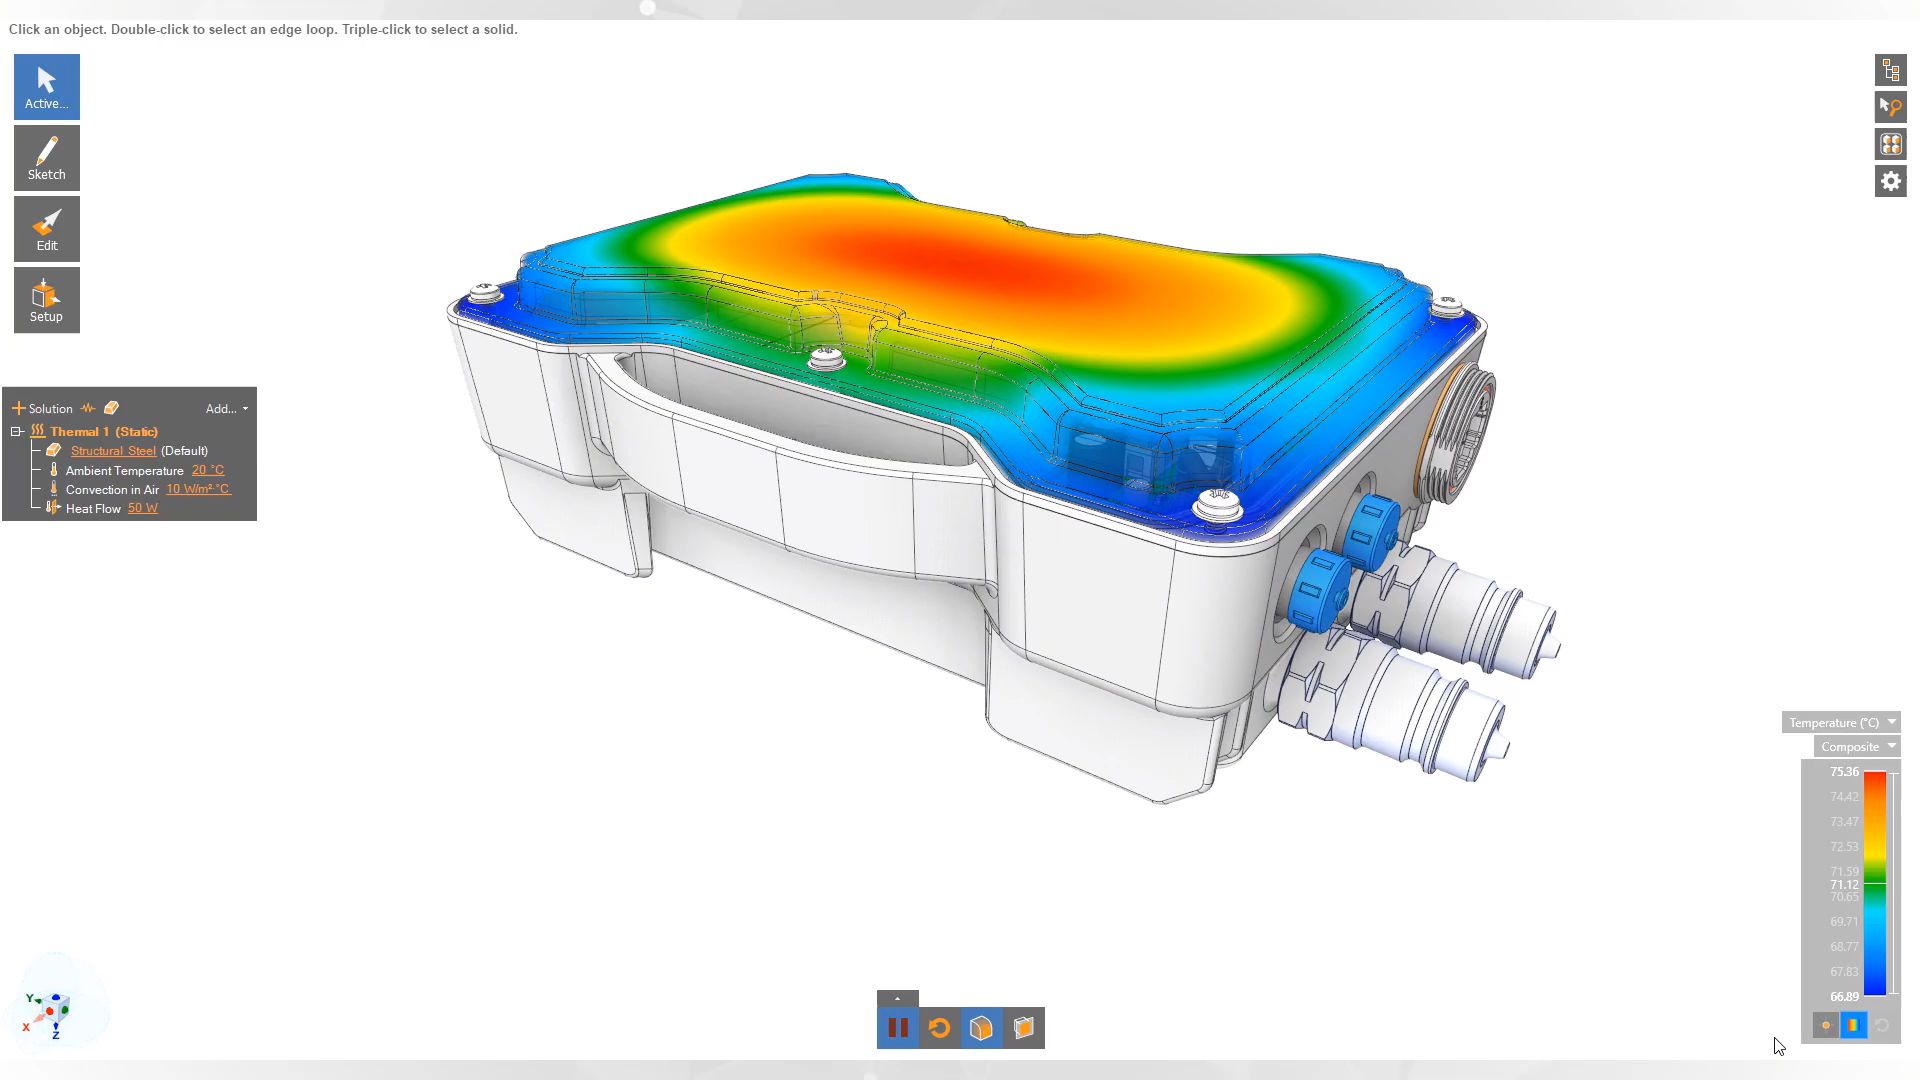 Click an object. Double-click to select an edge loop. Triple-click to select a solid.
Active...
Sketch
Edit
Setup
Solution Add...
Thermal 1 (Static)
Structural Steel (Default)
Ambient Temperature 20 °C
Convection in Air 10 W/m²·°C
Heat Flow 50 W
Temperature (°C)
Composite
75.36
74.42
73.47
72.53
71.59
71.12
70.65
69.71
68.77
67.83
66.89
Y
X
Z